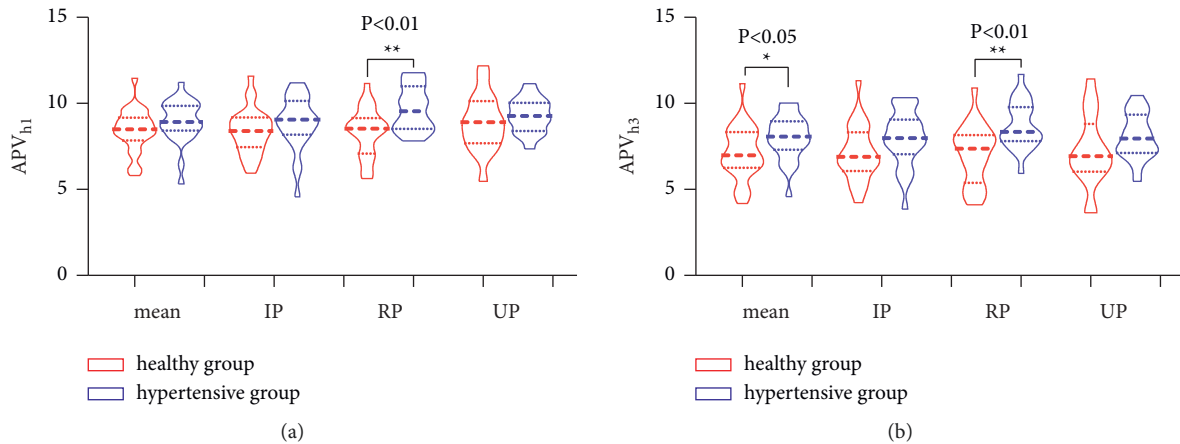 15
10
5
0
APVh1
P<0.01
**
mean IP RP UP
healthy group
hypertensive group
(a)
15
10
5
0
APVh3
P<0.05
*
P<0.01
**
mean IP RP UP
healthy group
hypertensive group
(b)